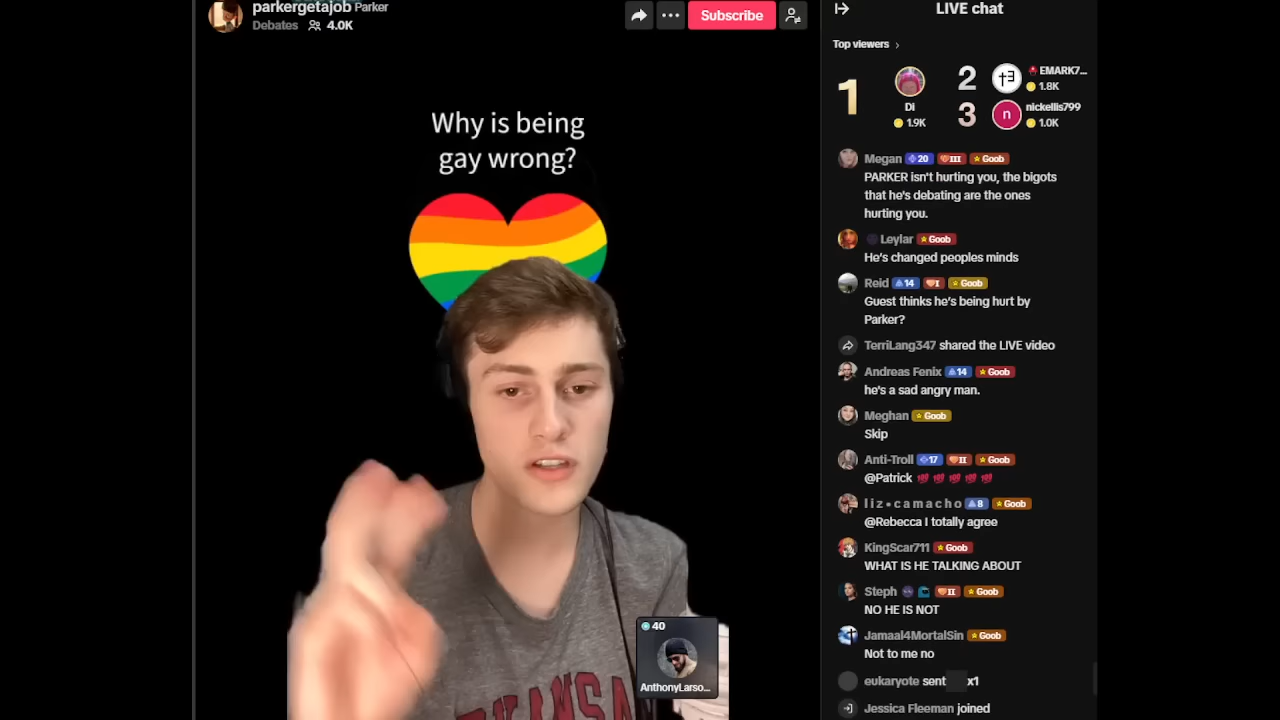 parkergetajob Parker
Debates 4.0K
Subscribe
LIVE chat
Top viewers
1
Di
1.9K
2
†3
EMARK7...
1.8K
3
n
nickellis799
1.0K
Why is being
gay wrong?
Megan 20 III Goob
PARKER isn't hurting you, the bigots
that he's debating are the ones
hurting you.
Leylar Goob
He's changed peoples minds
Reid 14 I Goob
Guest thinks he's being hurt by
Parker?
TerriLang347 shared the LIVE video
Andreas Fenix 14 Goob
he's a sad angry man.
Meghan Goob
Skip
Anti-Troll 17 II Goob
@Patrick 💯 💯 💯 💯 💯
l i z • c a m a c h o 8 Goob
@Rebecca I totally agree
KingScar711 Goob
WHAT IS HE TALKING ABOUT
Steph II Goob
NO HE IS NOT
Jamaal4MortalSin Goob
Not to me no
eukaryote sent x1
Jessica Fleeman joined
40
AnthonyLarso...
KANSA